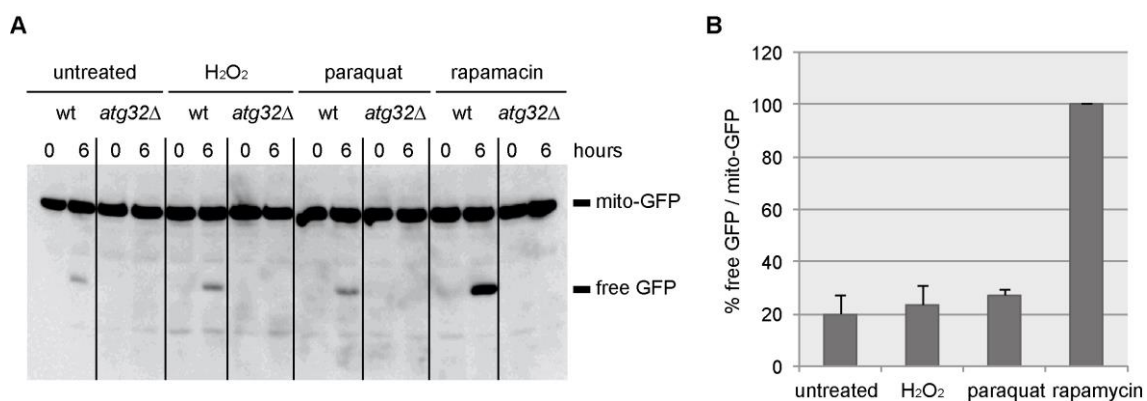 A
untreated H₂O₂ paraquat rapamacin
wt atg32Δ wt atg32Δ wt atg32Δ wt atg32Δ
0 6 0 6 0 6 0 6 0 6 0 6 0 6 0 6 hours
mito-GFP
free GFP
B
% free GFP / mito-GFP
120
100
80
60
40
20
0
untreated H₂O₂ paraquat rapamycin